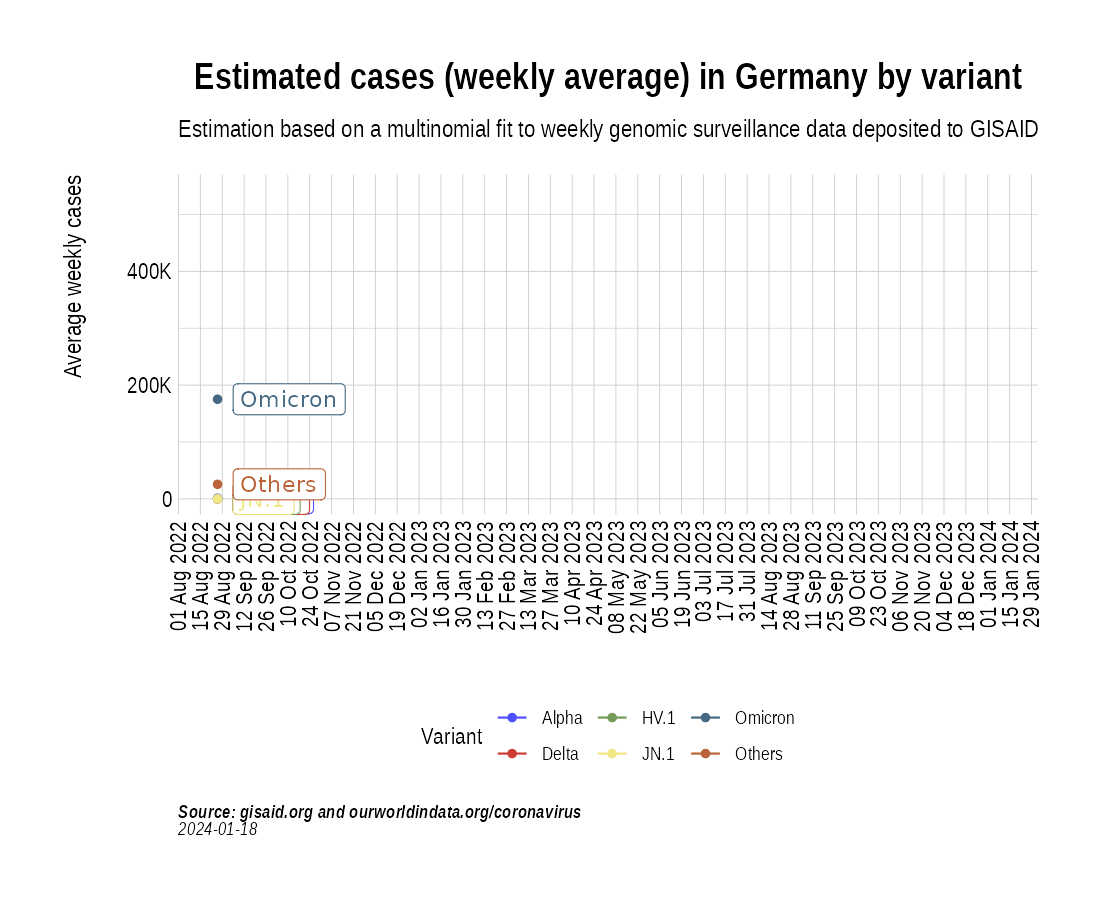 Estimated cases (weekly average) in Germany by variant
Estimation based on a multinomial fit to weekly genomic surveillance data deposited to GISAID
Average weekly cases
400K
200K
0
Omicron
Others
JN.1
01 Aug 2022
15 Aug 2022
29 Aug 2022
12 Sep 2022
26 Sep 2022
10 Oct 2022
24 Oct 2022
07 Nov 2022
21 Nov 2022
05 Dec 2022
19 Dec 2022
02 Jan 2023
16 Jan 2023
30 Jan 2023
13 Feb 2023
27 Feb 2023
13 Mar 2023
27 Mar 2023
10 Apr 2023
24 Apr 2023
08 May 2023
22 May 2023
05 Jun 2023
19 Jun 2023
03 Jul 2023
17 Jul 2023
31 Jul 2023
14 Aug 2023
28 Aug 2023
11 Sep 2023
25 Sep 2023
09 Oct 2023
23 Oct 2023
06 Nov 2023
20 Nov 2023
04 Dec 2023
18 Dec 2023
01 Jan 2024
15 Jan 2024
29 Jan 2024
Variant
Alpha
HV.1
Omicron
Delta
JN.1
Others
Source: gisaid.org and ourworldindata.org/coronavirus
2024-01-18